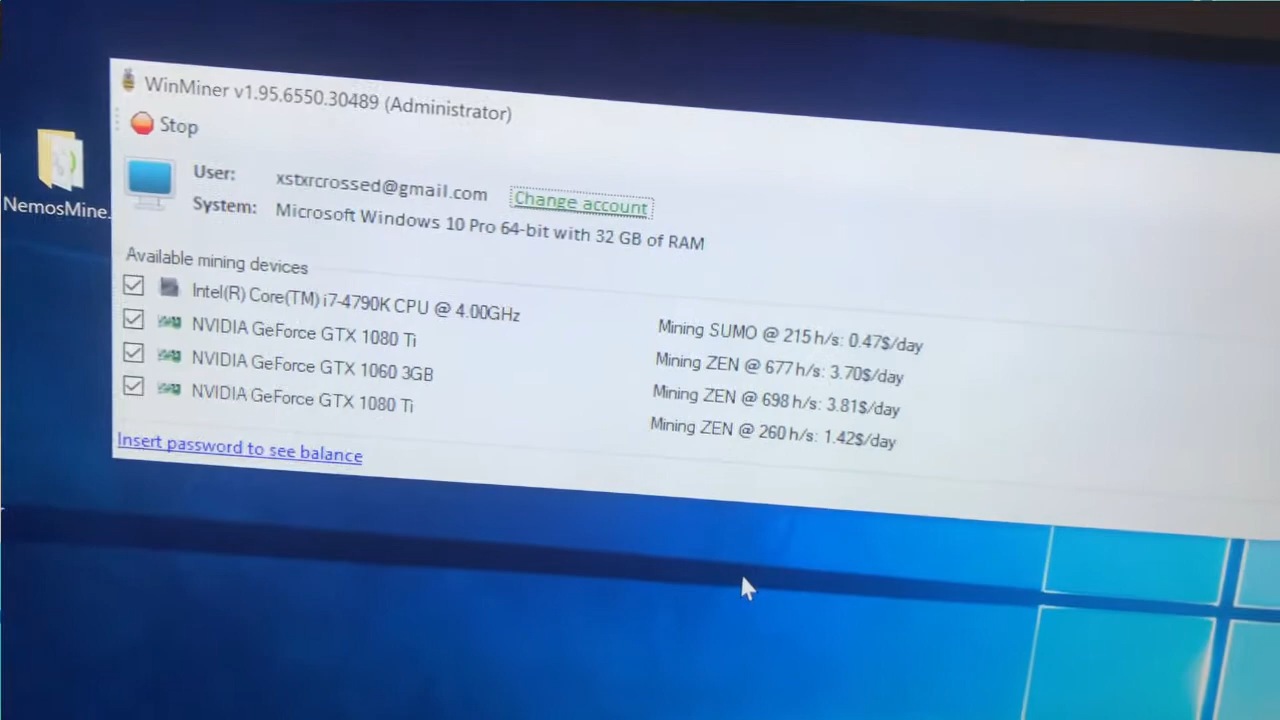 WinMiner v1.95.6550.30489 (Administrator)
Stop
NemosMine.
User: xstxrcrossed@gmail.com Change account
System: Microsoft Windows 10 Pro 64-bit with 32 GB of RAM
Available mining devices
Intel(R) Core(TM) i7-4790K CPU @ 4.00GHz Mining SUMO @ 215 h/s: 0.47$/day
NVIDIA GeForce GTX 1080 Ti Mining ZEN @ 677 h/s: 3.70$/day
NVIDIA GeForce GTX 1060 3GB Mining ZEN @ 698 h/s: 3.81$/day
NVIDIA GeForce GTX 1080 Ti Mining ZEN @ 260 h/s: 1.42$/day
Insert password to see balance